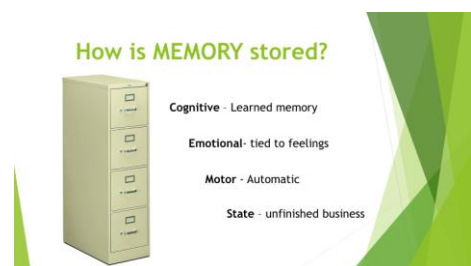 How is MEMORY stored?
Cognitive - Learned memory
Emotional- tied to feelings
Motor - Automatic
State - unfinished business